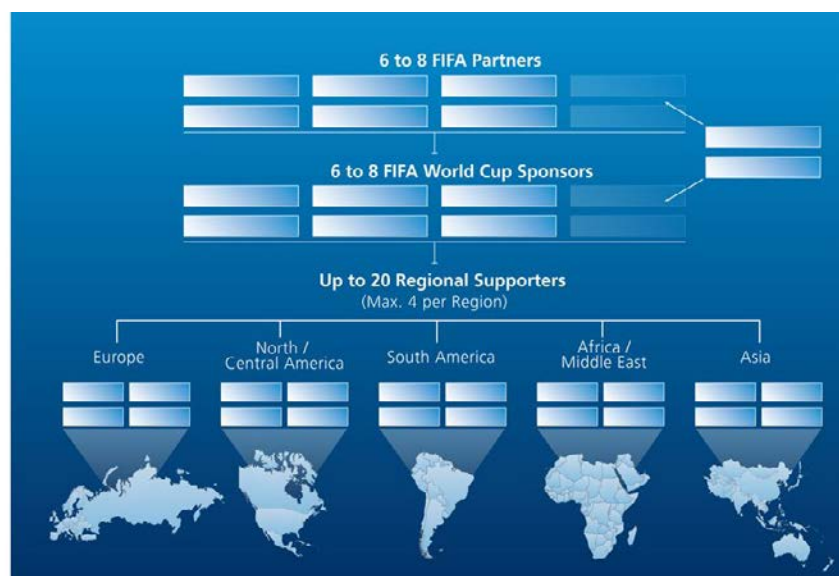 6 to 8 FIFA Partners
6 to 8 FIFA World Cup Sponsors
Up to 20 Regional Supporters
(Max. 4 per Region)
Europe
North /
Central America
South America
Africa /
Middle East
Asia